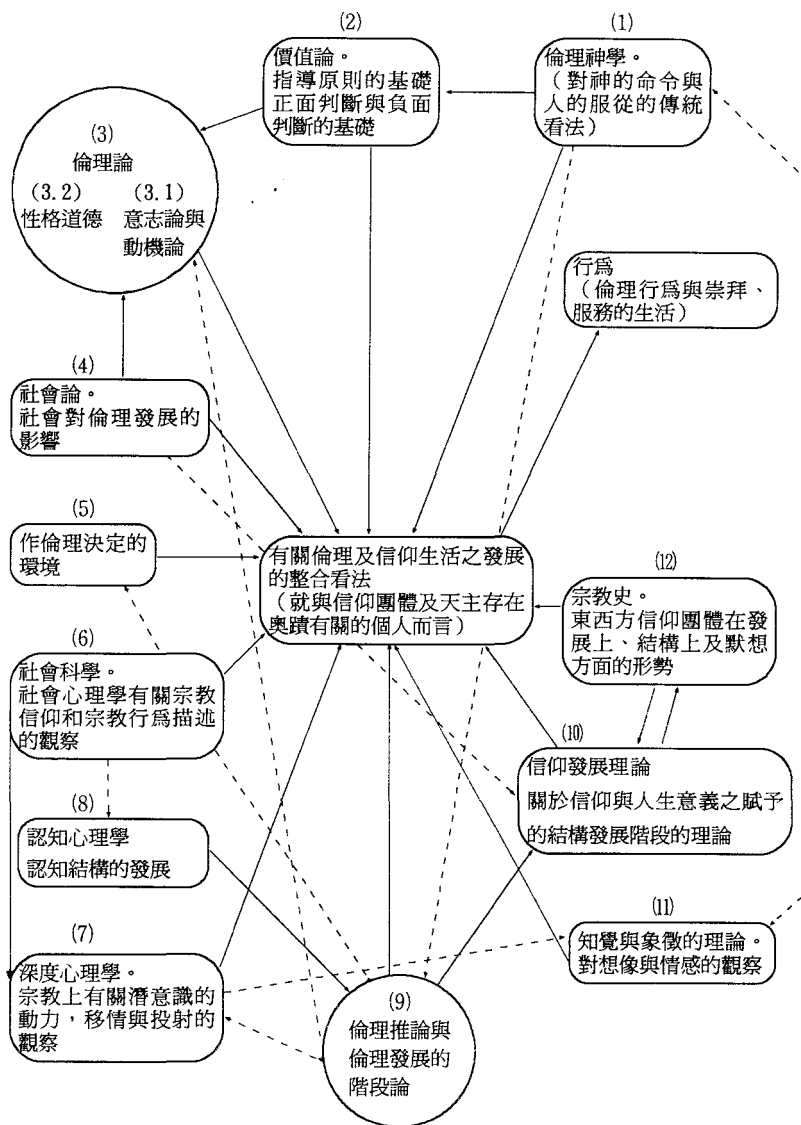 (1)
倫理神學。
（對神的命令與
人的服從的傳統
看法）
(2)
價值論。
指導原則的基礎
正面判斷與負面
判斷的基礎
(3)
倫理論
(3.2)
性格道德
(3.1)
意志論與
動機論
行爲
（倫理行爲與崇拜、
服務的生活）
(4)
社會論。
社會對倫理發展的
影響
(5)
作倫理決定的
環境
有關倫理及信仰生活之發展
的整合看法
（就與信仰團體及天主存在
奧蹟有關的個人而言）
(12)
宗教史。
東西方信仰團體在發
展上、結構上及默想
方面的形勢
(6)
社會科學。
社會心理學有關宗教
信仰和宗教行爲描述
的觀察
(10)
信仰發展理論
關於信仰與人生意義之賦予
的結構發展階段的理論
(8)
認知心理學
認知結構的發展
(11)
知覺與象徵的理論。
對想像與情感的觀察
(7)
深度心理學。
宗教上有關潛意識的
動力，移情與投射的
觀察
(9)
倫理推論與
倫理發展的
階段論